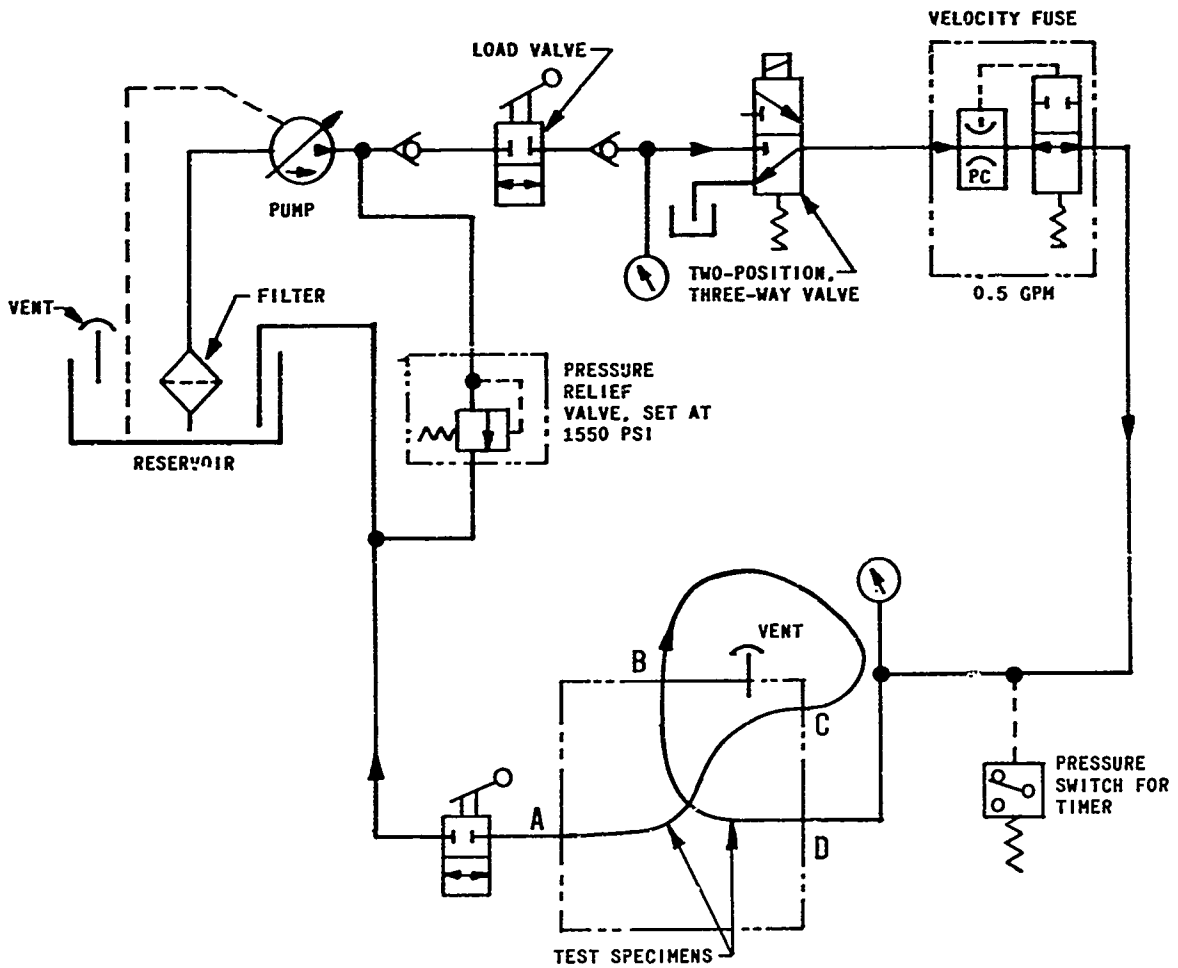 VELOCITY FUSE
LOAD VALVE
PC
PUMP
TWO-POSITION,
THREE-WAY VALVE
0.5 GPM
VENT
FILTER
PRESSURE
RELIEF
VALVE, SET AT
1550 PSI
RESERVOIR
VENT
B
C
PRESSURE
SWITCH FOR
TIMER
A
D
TEST SPECIMENS